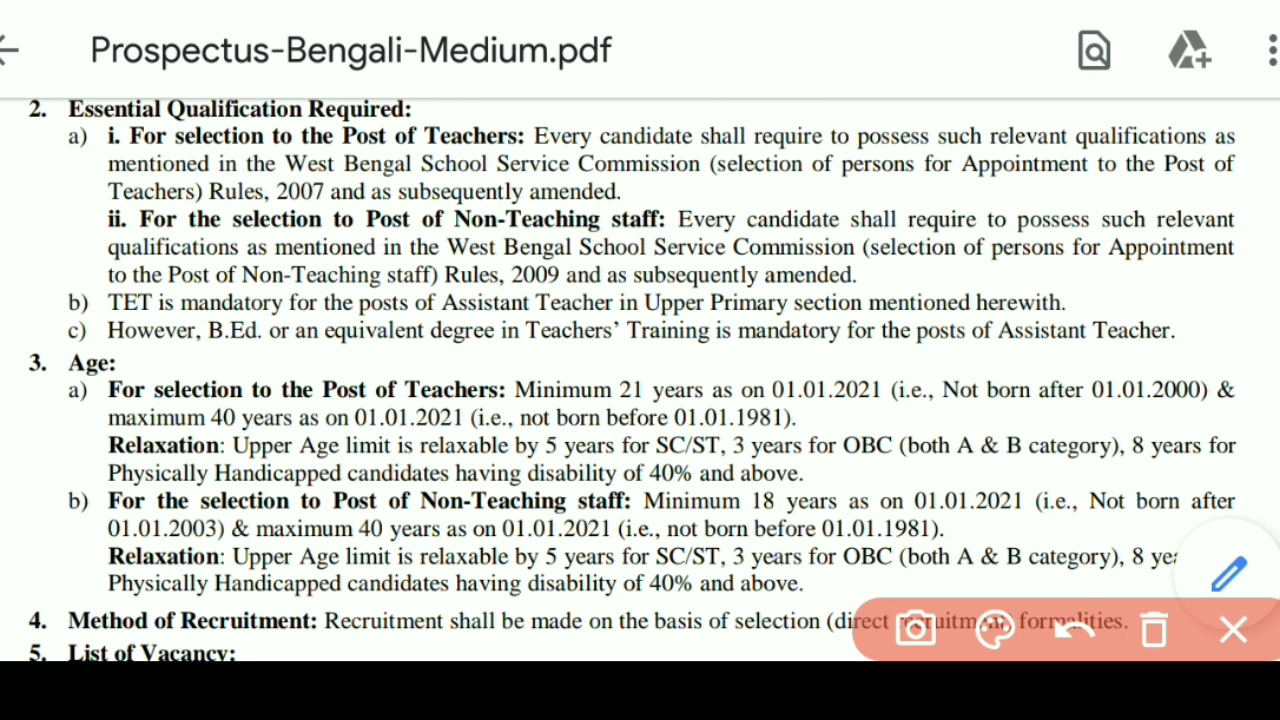 Prospectus-Bengali-Medium.pdf
2. Essential Qualification Required:
a) i. For selection to the Post of Teachers: Every candidate shall require to possess such relevant qualifications as
mentioned in the West Bengal School Service Commission (selection of persons for Appointment to the Post of
Teachers) Rules, 2007 and as subsequently amended.
ii. For the selection to Post of Non-Teaching staff: Every candidate shall require to possess such relevant
qualifications as mentioned in the West Bengal School Service Commission (selection of persons for Appointment
to the Post of Non-Teaching staff) Rules, 2009 and as subsequently amended.
b) TET is mandatory for the posts of Assistant Teacher in Upper Primary section mentioned herewith.
c) However, B.Ed. or an equivalent degree in Teachers’ Training is mandatory for the posts of Assistant Teacher.
3. Age:
a) For selection to the Post of Teachers: Minimum 21 years as on 01.01.2021 (i.e., Not born after 01.01.2000) &
maximum 40 years as on 01.01.2021 (i.e., not born before 01.01.1981).
Relaxation: Upper Age limit is relaxable by 5 years for SC/ST, 3 years for OBC (both A & B category), 8 years for
Physically Handicapped candidates having disability of 40% and above.
b) For the selection to Post of Non-Teaching staff: Minimum 18 years as on 01.01.2021 (i.e., Not born after
01.01.2003) & maximum 40 years as on 01.01.2021 (i.e., not born before 01.01.1981).
Relaxation: Upper Age limit is relaxable by 5 years for SC/ST, 3 years for OBC (both A & B category), 8
Physically Handicapped candidates having disability of 40% and above.
4. Method of Recruitment: Recruitment shall be made on the basis of selection (direct formalities.
5. List of Vacancy: